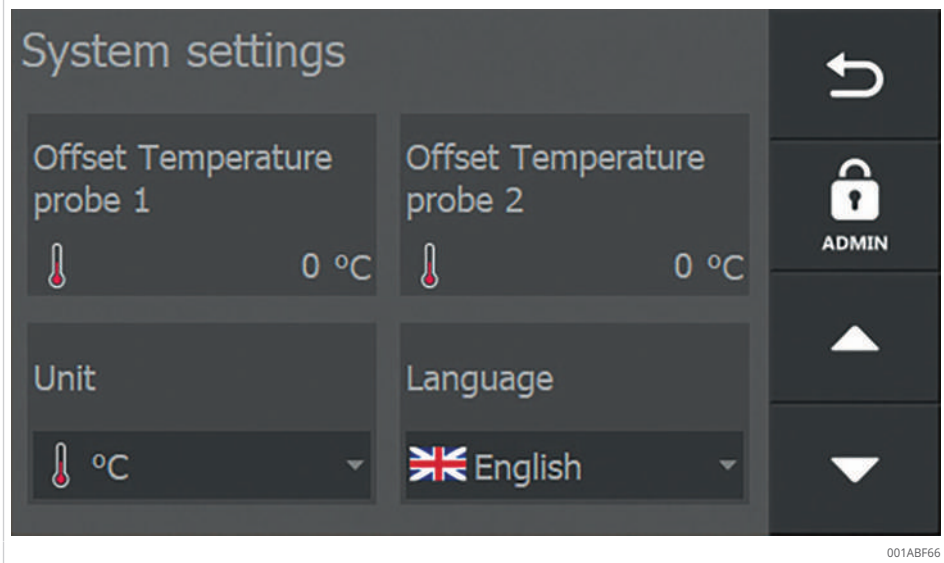 System settings
Offset Temperature
probe 1
0 °C
Offset Temperature
probe 2
0 °C
Unit
°C
Language
English
ADMIN
001ABF66